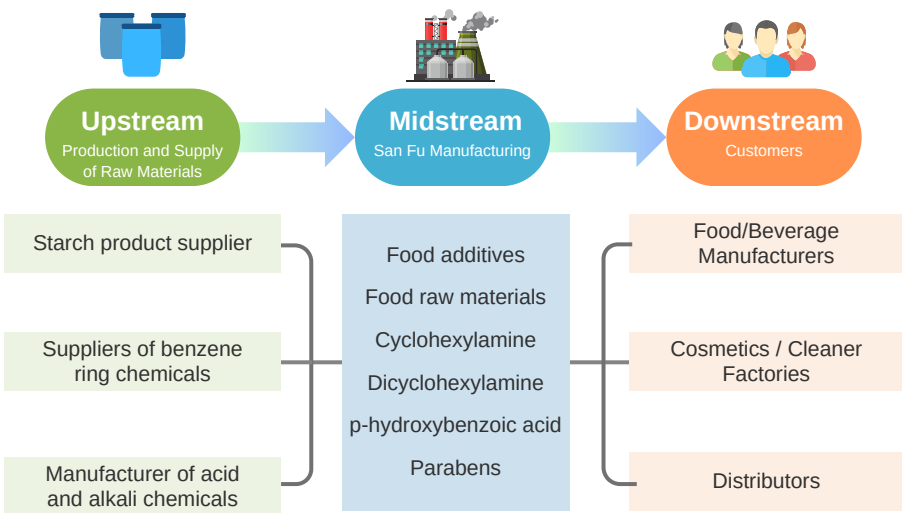 Upstream
Production and Supply
of Raw Materials
Midstream
San Fu Manufacturing
Downstream
Customers
Starch product supplier
Suppliers of benzene
ring chemicals
Manufacturer of acid
and alkali chemicals
Food additives
Food raw materials
Cyclohexylamine
Dicyclohexylamine
p-hydroxybenzoic acid
Parabens
Food/Beverage
Manufacturers
Cosmetics / Cleaner
Factories
Distributors